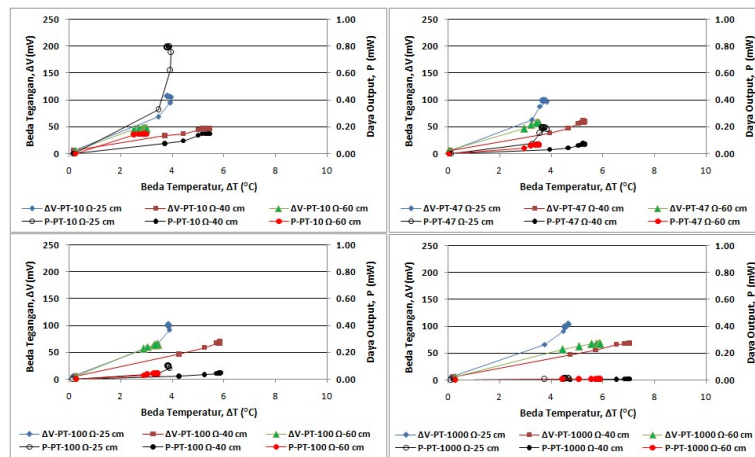 250 1.00
200 0.80
150 0.60
100 0.40
50 0.20
0 0.00
0 2 4 6 8 10
Beda Tegangan, ΔV (mV)
Daya Output, P (mW)
Beda Temperatur, ΔT (°C)
ΔV-PT-10 Ω-25 cm ΔV-PT-10 Ω-40 cm ΔV-PT-10 Ω-60 cm
P-PT-10 Ω-25 cm P-PT-10 Ω-40 cm P-PT-10 Ω-60 cm
250 1.00
200 0.80
150 0.60
100 0.40
50 0.20
0 0.00
0 2 4 6 8 10
Beda Tegangan, ΔV (mV)
Daya Output, P (mW)
Beda Temperatur, ΔT (°C)
ΔV-PT-47 Ω-25 cm ΔV-PT-47 Ω-40 cm ΔV-PT-47 Ω-60 cm
P-PT-47 Ω-25 cm P-PT-47 Ω-40 cm P-PT-47 Ω-60 cm
250 1.00
200 0.80
150 0.60
100 0.40
50 0.20
0 0.00
0 2 4 6 8 10
Beda Tegangan, ΔV (mV)
Daya Output, P (mW)
Beda Temperatur, ΔT (°C)
ΔV-PT-100 Ω-25 cm ΔV-PT-100 Ω-40 cm ΔV-PT-100 Ω-60 cm
P-PT-100 Ω-25 cm P-PT-100 Ω-40 cm P-PT-100 Ω-60 cm
250 1.00
200 0.80
150 0.60
100 0.40
50 0.20
0 0.00
0 2 4 6 8 10
Beda Tegangan, ΔV (mV)
Daya Output, P (mW)
Beda Temperatur, ΔT (°C)
ΔV-PT-1000 Ω-25 cm ΔV-PT-1000 Ω-40 cm ΔV-PT-1000 Ω-60 cm
P-PT-1000 Ω-25 cm P-PT-1000 Ω-40 cm P-PT-1000 Ω-60 cm